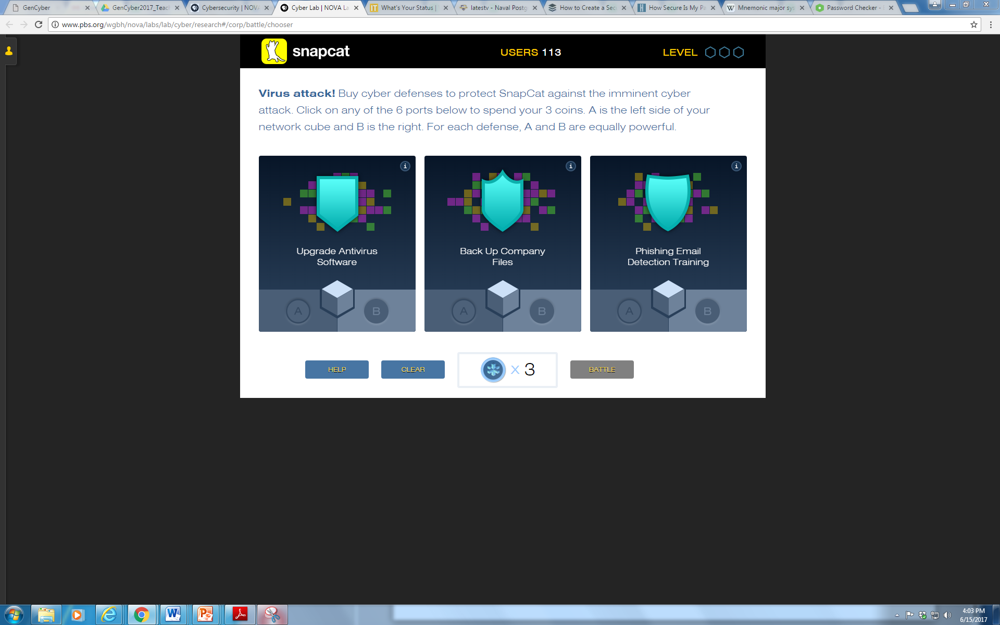 GenCyber
GenCyber2017_Teach
Cybersecurity | NOVA
Cyber Lab | NOVA La
IT What's Your Status |
latestv - Naval Postg
How to Create a Sec
H How Secure Is My Pa
W Mnemonic major sys
Password Checker -
www.pbs.org/wgbh/nova/labs/lab/cyber/research#/corp/battle/chooser
snapcat
USERS 113
LEVEL
Virus attack! Buy cyber defenses to protect SnapCat against the imminent cyber
attack. Click on any of the 6 ports below to spend your 3 coins. A is the left side of your
network cube and B is the right. For each defense, A and B are equally powerful.
i
i
i
Upgrade Antivirus
Software
Back Up Company
Files
Phishing Email
Detection Training
A B
A B
A B
HELP
CLEAR
x 3
BATTLE
4:03 PM
6/15/2017